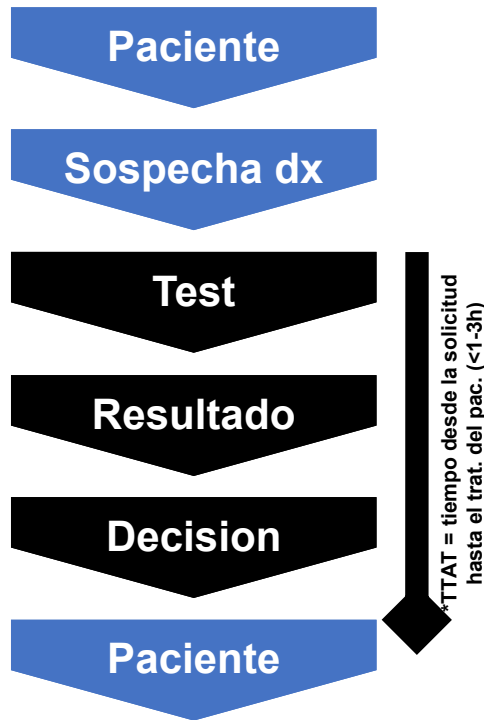 Paciente
Sospecha dx
Test
Resultado
Decision
Paciente
*TTAT = tiempo desde la solicitud
hasta el trat. del pac. (<1-3h)